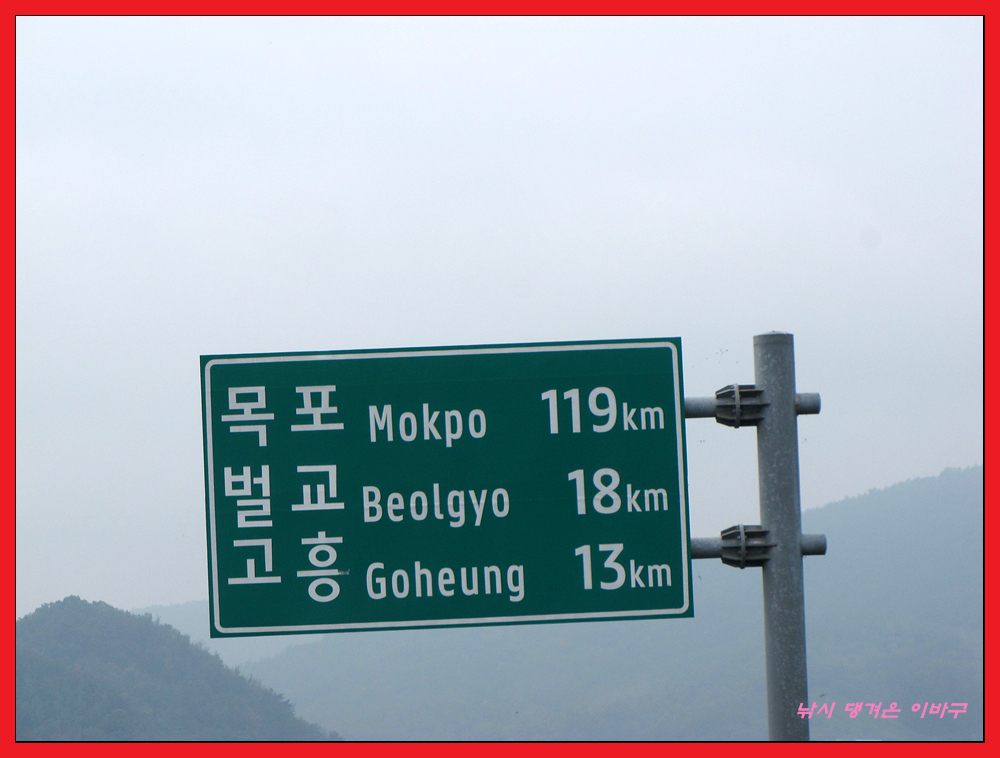 목포 Mokpo 119km
벌교 Beolgyo 18km
고흥 Goheung 13km
낚시 댕겨온 이바구